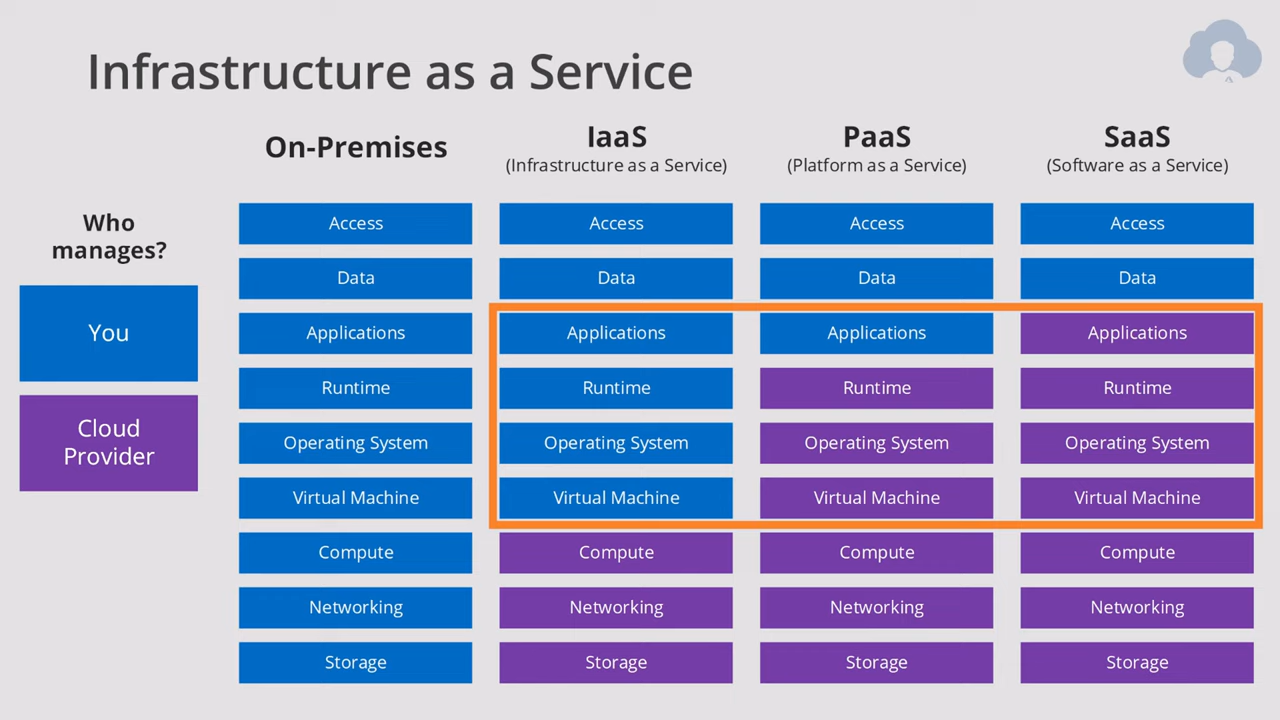 Infrastructure as a Service
On-Premises
IaaS
(Infrastructure as a Service)
PaaS
(Platform as a Service)
SaaS
(Software as a Service)
Who
manages?
You
Cloud
Provider
Access
Access
Access
Access
Data
Data
Data
Data
Applications
Applications
Applications
Applications
Runtime
Runtime
Runtime
Runtime
Operating System
Operating System
Operating System
Operating System
Virtual Machine
Virtual Machine
Virtual Machine
Virtual Machine
Compute
Compute
Compute
Compute
Networking
Networking
Networking
Networking
Storage
Storage
Storage
Storage